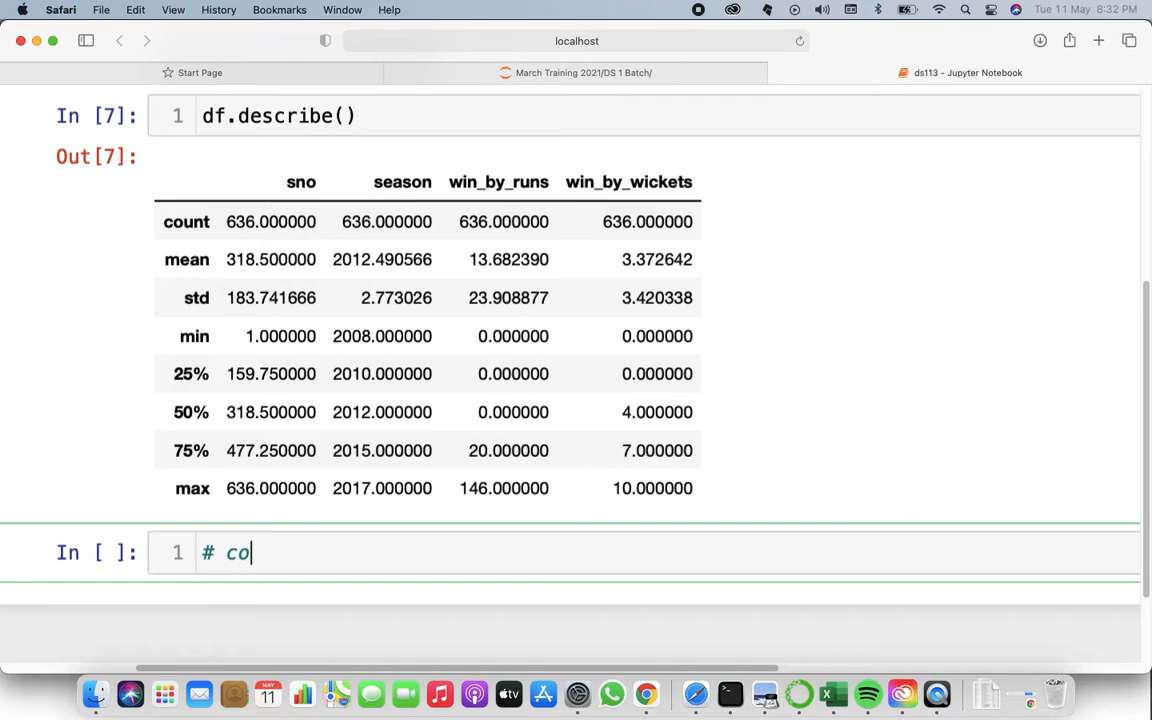 Safari File Edit View History Bookmarks Window Help Tue 11 May 8:32 PM
localhost
Start Page March Training 2021/DS 1 Batch/ ds113 - Jupyter Notebook
In [7]: 1 df.describe()
Out[7]:
sno season win_by_runs win_by_wickets
count 636.000000 636.000000 636.000000 636.000000
mean 318.500000 2012.490566 13.682390 3.372642
std 183.741666 2.773026 23.908877 3.420338
min 1.000000 2008.000000 0.000000 0.000000
25% 159.750000 2010.000000 0.000000 0.000000
50% 318.500000 2012.000000 0.000000 4.000000
75% 477.250000 2015.000000 20.000000 7.000000
max 636.000000 2017.000000 146.000000 10.000000
In [ ]: 1 # co
MAY 11 tv